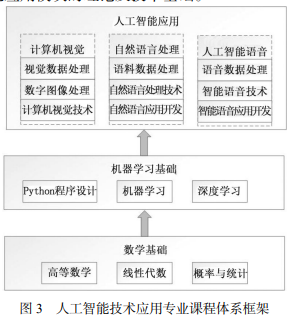 人工智能应用
计算机视觉
视觉数据处理
数字图像处理
计算机视觉技术
自然语言处理
语料数据处理
自然语言处理技术
自然语言应用开发
人工智能语音
语音数据处理
智能语音技术
智能语音应用开发
机器学习基础
Python程序设计 机器学习 深度学习
数学基础
高等数学 线性代数 概率与统计
图 3 人工智能技术应用专业课程体系框架